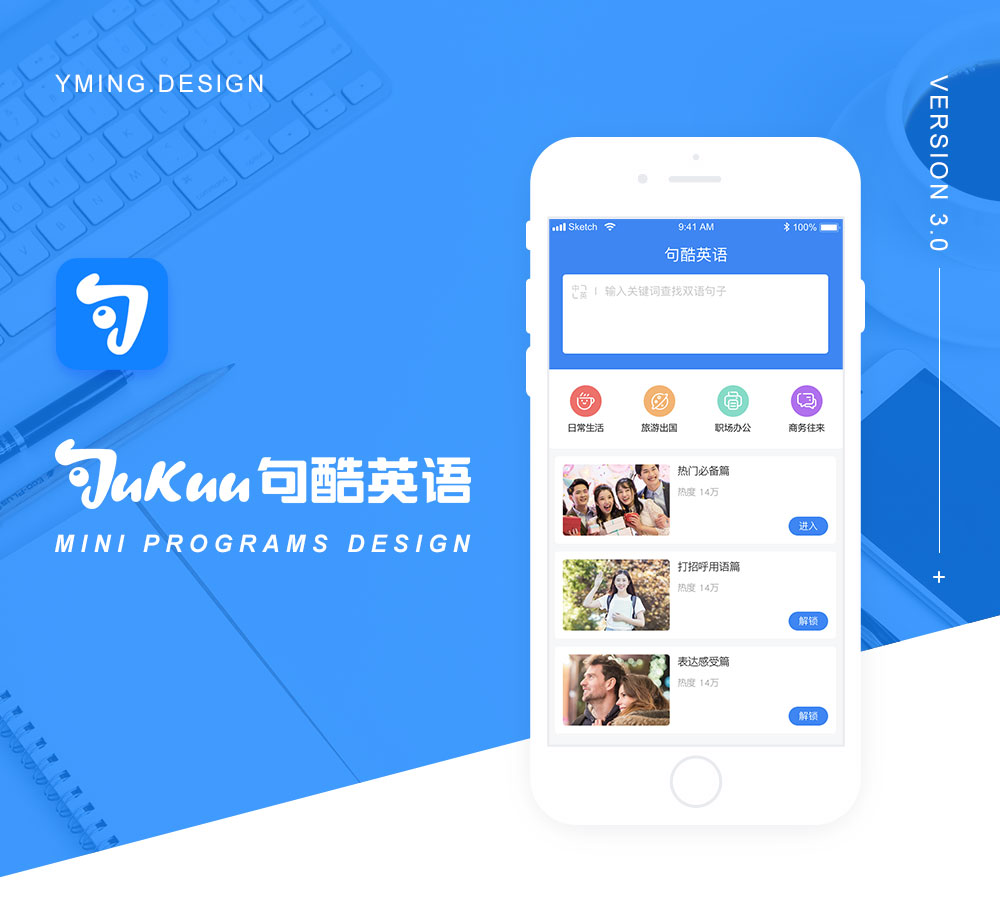 YMING.DESIGN
VERSION 3.0
+
句
JuKuu 句酷英语
MINI PROGRAMS DESIGN
Sketch 9:41 AM 100%
句酷英语
中 英 | 输入关键词查找双语句子
日常生活 旅游出国 职场办公 商务往来
热门必备篇
热度 14万
进入
打招呼用语篇
热度 14万
解锁
表达感受篇
热度 14万
解锁